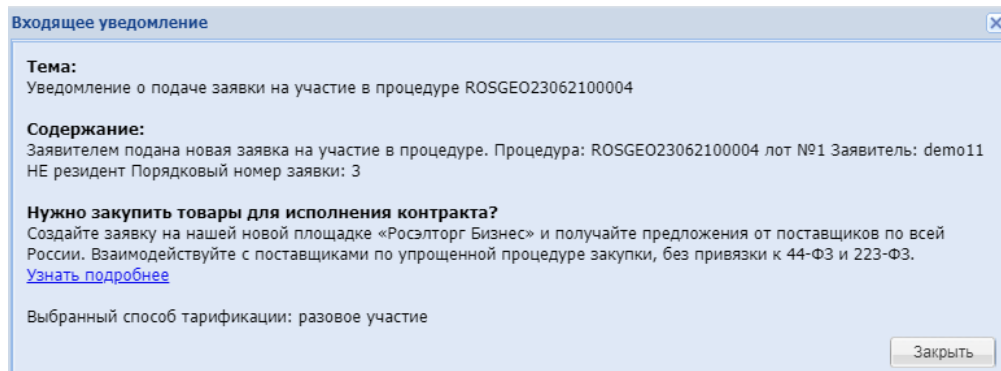 Входящее уведомление
Тема:
Уведомление о подаче заявки на участие в процедуре ROSGEO23062100004
Содержание:
Заявителем подана новая заявка на участие в процедуре. Процедура: ROSGEO23062100004 лот №1 Заявитель: demo11
НЕ резидент Порядковый номер заявки: 3
Нужно закупить товары для исполнения контракта?
Создайте заявку на нашей новой площадке «Росэлторг Бизнес» и получайте предложения от поставщиков по всей
России. Взаимодействуйте с поставщиками по упрощенной процедуре закупки, без привязки к 44-ФЗ и 223-ФЗ.
Узнать подробнее
Выбранный способ тарификации: разовое участие
Закрыть